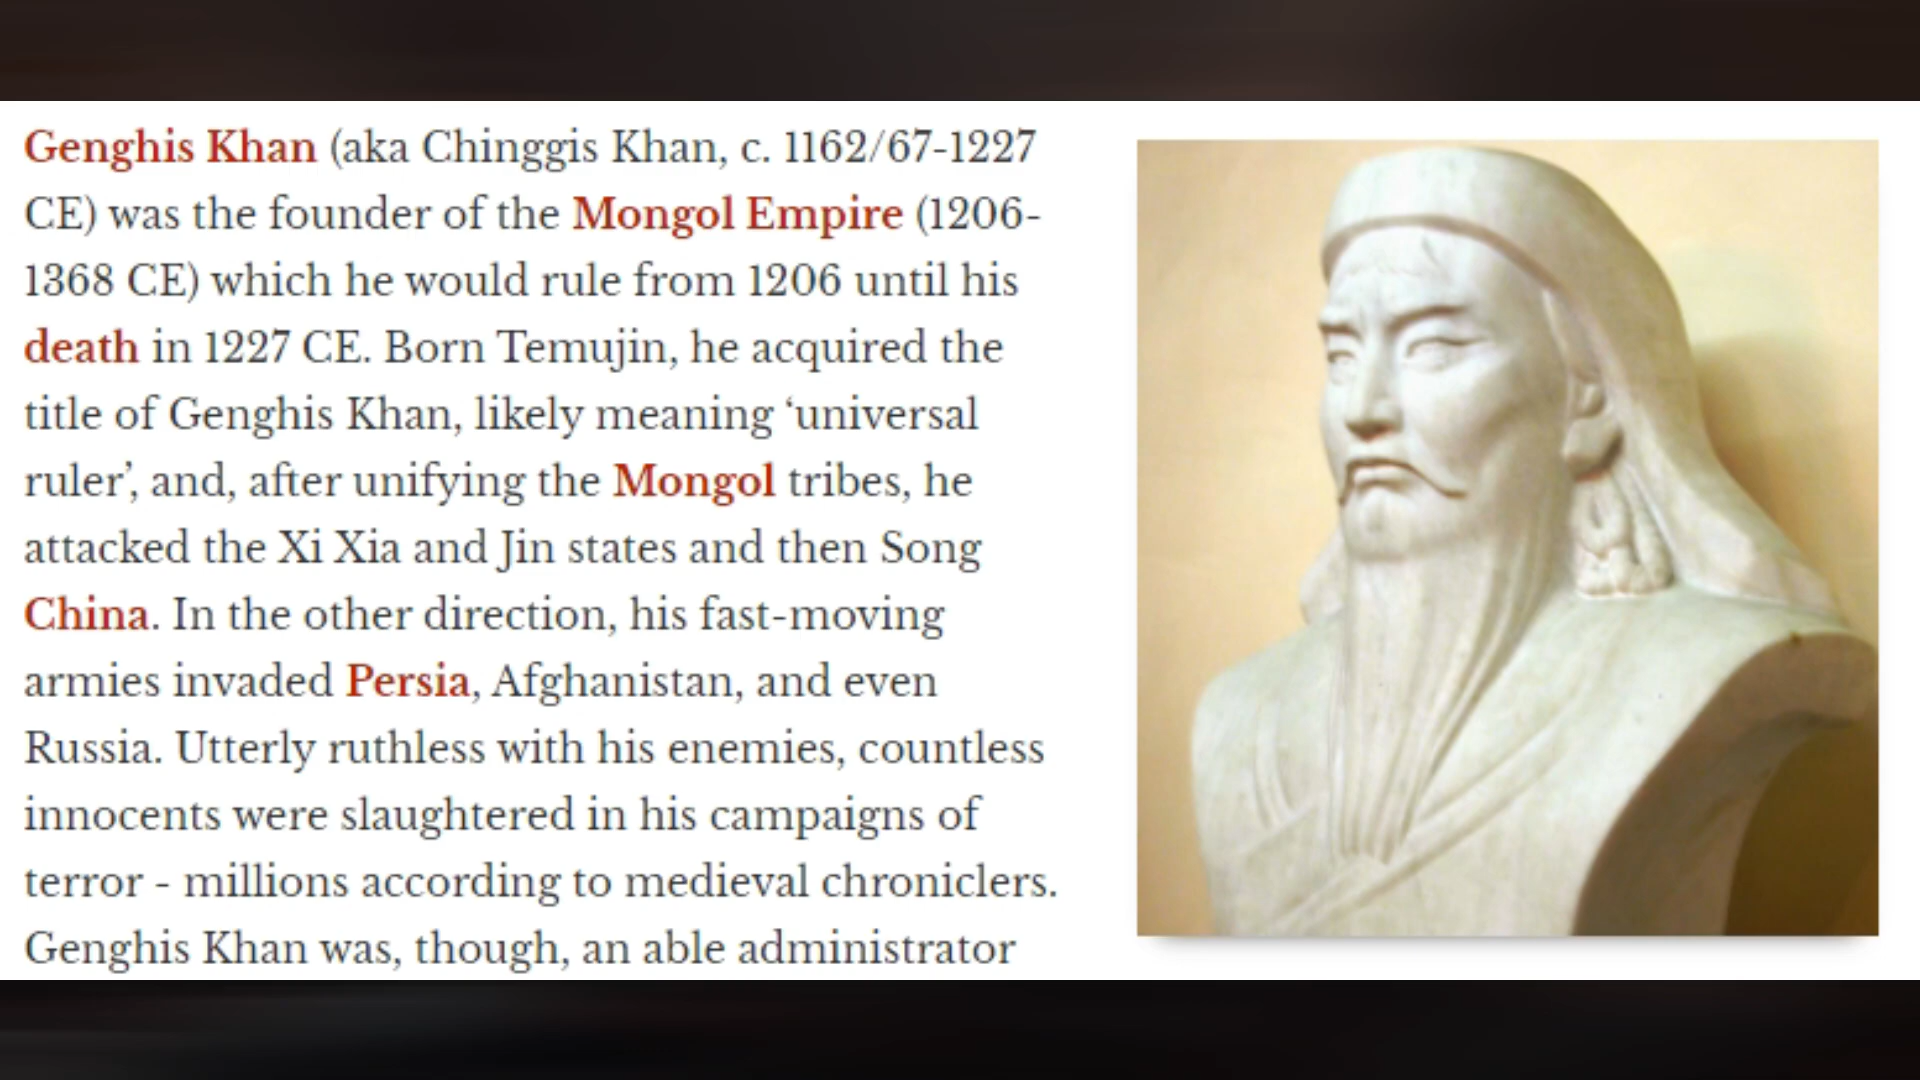 Genghis Khan (aka Chinggis Khan, c. 1162/67-1227
CE) was the founder of the Mongol Empire (1206-
1368 CE) which he would rule from 1206 until his
death in 1227 CE. Born Temujin, he acquired the
title of Genghis Khan, likely meaning ‘universal
ruler’, and, after unifying the Mongol tribes, he
attacked the Xi Xia and Jin states and then Song
China. In the other direction, his fast-moving
armies invaded Persia, Afghanistan, and even
Russia. Utterly ruthless with his enemies, countless
innocents were slaughtered in his campaigns of
terror - millions according to medieval chroniclers.
Genghis Khan was, though, an able administrator